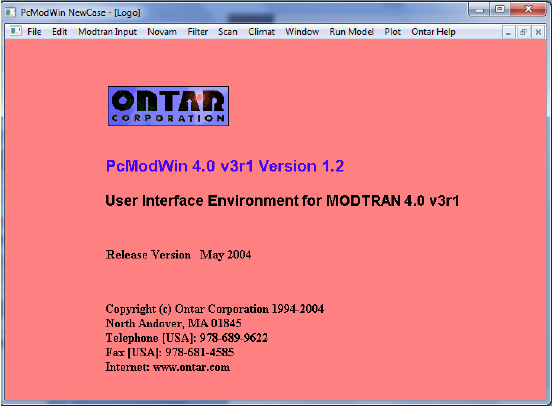 PcModWin NewCase - [Logo]
File Edit Modtran Input Novam Filter Scan Climat Window Run Model Plot Ontar Help
ONTAR
CORPORATION
PcModWin 4.0 v3r1 Version 1.2
User Interface Environment for MODTRAN 4.0 v3r1
Release Version May 2004
Copyright (c) Ontar Corporation 1994-2004
North Andover, MA 01845
Telephone [USA]: 978-689-9622
Fax [USA]: 978-681-4585
Internet: www.ontar.com